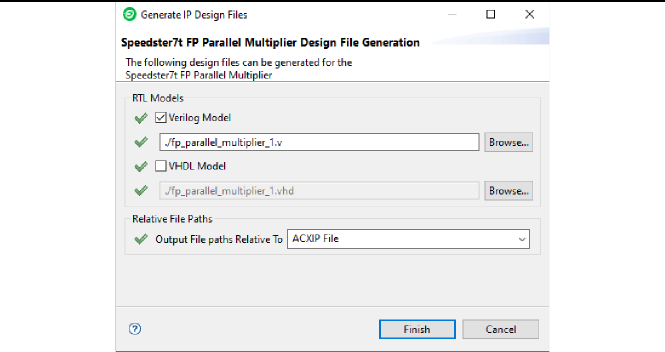 Generate IP Design Files
Speedster7t FP Parallel Multiplier Design File Generation
The following design files can be generated for the
Speedster7t FP Parallel Multiplier
RTL Models
Verilog Model
./fp_parallel_multiplier_1.v
Browse...
VHDL Model
./fp_parallel_multiplier_1.vhd
Browse...
Relative File Paths
Output File paths Relative To ACXIP File
Finish Cancel